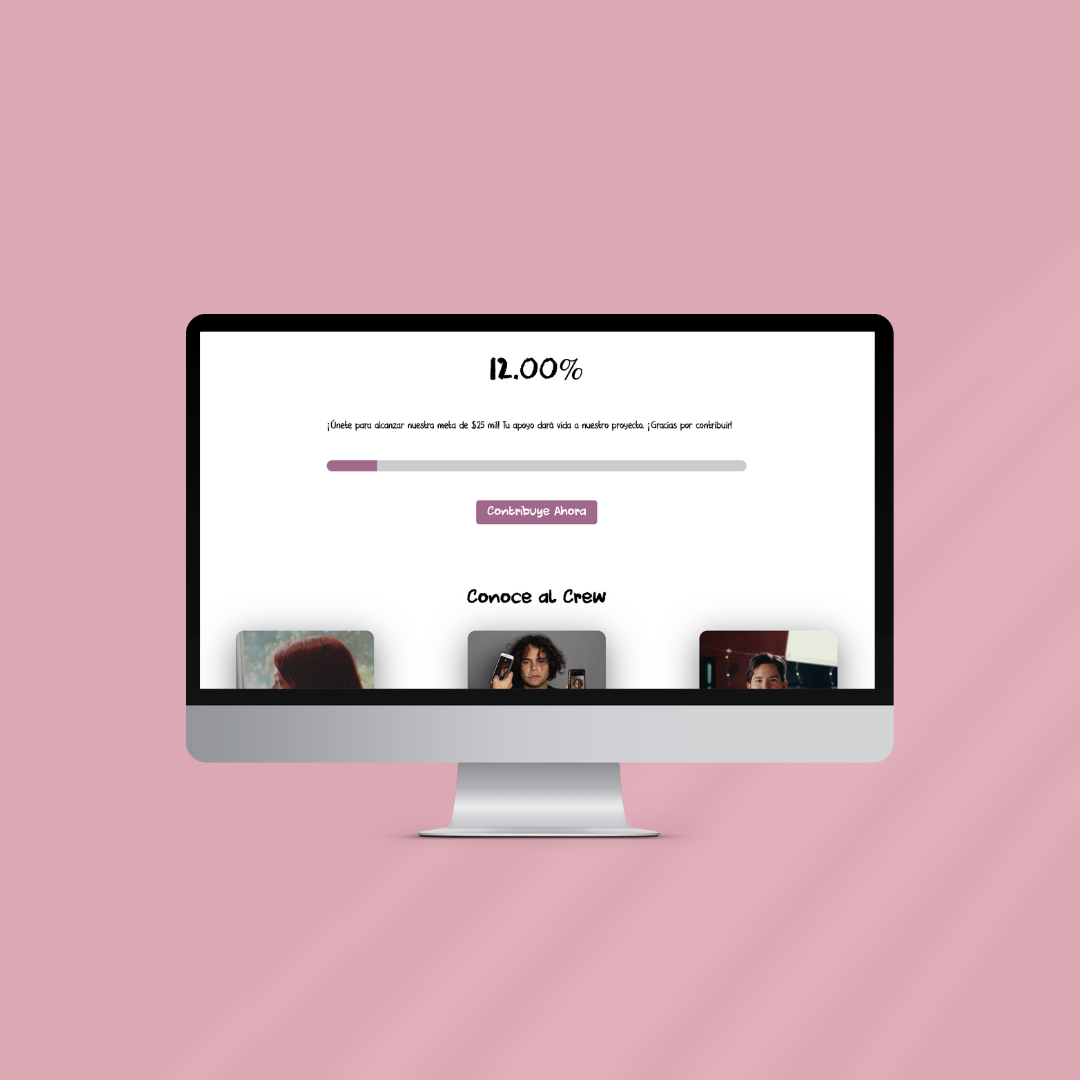 12.00%
¡Únete para alcanzar nuestra meta de $25 mil! Tu apoyo dará vida a nuestro proyecto. ¡Gracias por contribuir!
Contribuye Ahora
Conoce al Crew